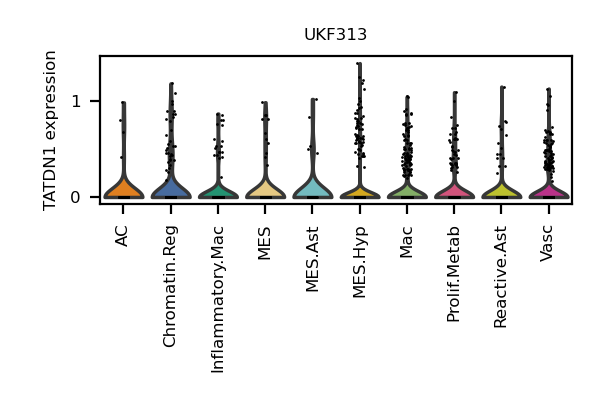 UKF313
TATDN1 expression
1
0
AC
Chromatin.Reg
Inflammatory.Mac
MES
MES.Ast
MES.Hyp
Mac
Prolif.Metab
Reactive.Ast
Vasc